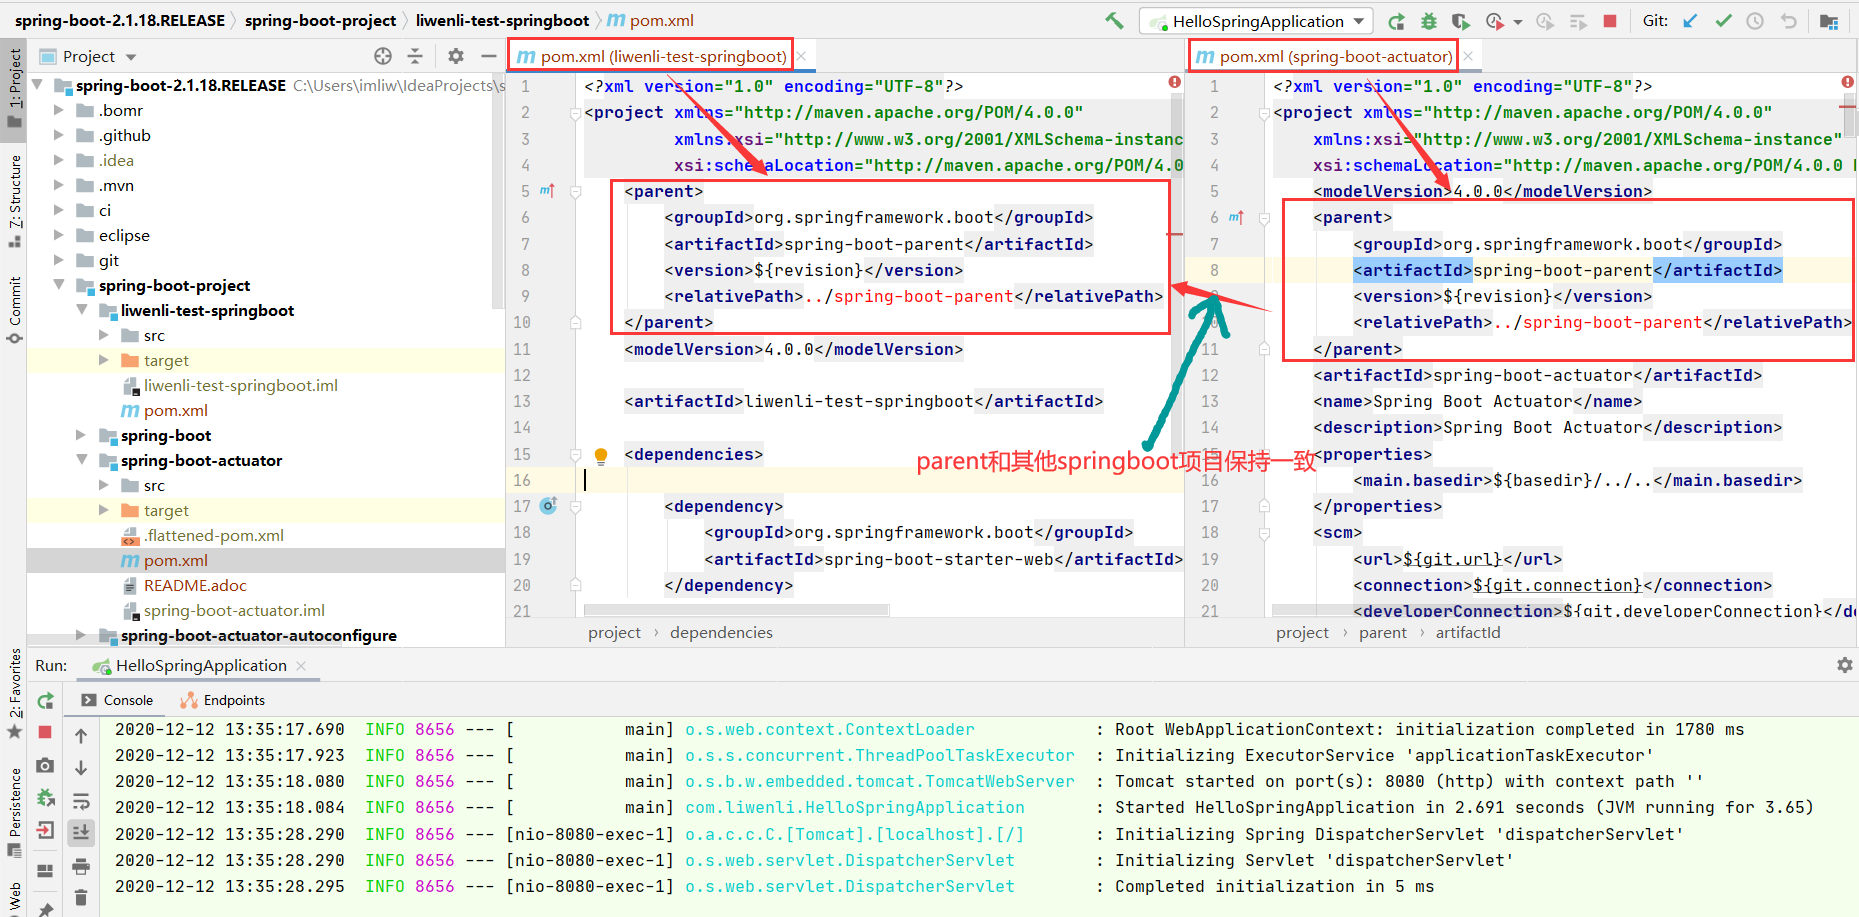 spring-boot-2.1.18.RELEASE spring-boot-project liwenli-test-springboot pom.xml HelloSpringApplication Git:
1: Project
7: Structure
Commit
2: Favorites
Persistence
Web
Project
spring-boot-2.1.18.RELEASE C:\Users\imliw\IdeaProjects\s
.bomr
.github
.idea
.mvn
ci
eclipse
git
spring-boot-project
liwenli-test-springboot
src
target
liwenli-test-springboot.iml
pom.xml
spring-boot
spring-boot-actuator
src
target
.flattened-pom.xml
pom.xml
README.adoc
spring-boot-actuator.iml
spring-boot-actuator-autoconfigure
pom.xml (liwenli-test-springboot)
1 <?xml version="1.0" encoding="UTF-8"?>
2 <project xmlns="http://maven.apache.org/POM/4.0.0"
3 xmlns:xsi="http://www.w3.org/2001/XMLSchema-instanc
4 xsi:schemaLocation="http://maven.apache.org/POM/4.0
5 <parent>
6 <groupId>org.springframework.boot</groupId>
7 <artifactId>spring-boot-parent</artifactId>
8 <version>${revision}</version>
9 <relativePath>../spring-boot-parent</relativePath>
10 </parent>
11 <modelVersion>4.0.0</modelVersion>
12
13 <artifactId>liwenli-test-springboot</artifactId>
14
15 <dependencies>
16
17 <dependency>
18 <groupId>org.springframework.boot</groupId>
19 <artifactId>spring-boot-starter-web</artifactId>
20 </dependency>
21
project › dependencies
parent和其他springboot项目保持一致
pom.xml (spring-boot-actuator)
1 <?xml version="1.0" encoding="UTF-8"?>
2 <project xmlns="http://maven.apache.org/POM/4.0.0"
3 xmlns:xsi="http://www.w3.org/2001/XMLSchema-instance"
4 xsi:schemaLocation="http://maven.apache.org/POM/4.0.0
5 <modelVersion>4.0.0</modelVersion>
6 <parent>
7 <groupId>org.springframework.boot</groupId>
8 <artifactId>spring-boot-parent</artifactId>
9 <version>${revision}</version>
10 <relativePath>../spring-boot-parent</relativePath>
11 </parent>
12 <artifactId>spring-boot-actuator</artifactId>
13 <name>Spring Boot Actuator</name>
14 <description>Spring Boot Actuator</description>
15 <properties>
16 <main.basedir>${basedir}/../..</main.basedir>
17 </properties>
18 <scm>
19 <url>${git.url}</url>
20 <connection>${git.connection}</connection>
21 <developerConnection>${git.developerConnection}</de
project › parent › artifactId
Run: HelloSpringApplication
Console Endpoints
2020-12-12 13:35:17.690 INFO 8656 --- [ main] o.s.web.context.ContextLoader : Root WebApplicationContext: initialization completed in 1780 ms
2020-12-12 13:35:17.923 INFO 8656 --- [ main] o.s.s.concurrent.ThreadPoolTaskExecutor : Initializing ExecutorService 'applicationTaskExecutor'
2020-12-12 13:35:18.080 INFO 8656 --- [ main] o.s.b.w.embedded.tomcat.TomcatWebServer : Tomcat started on port(s): 8080 (http) with context path ''
2020-12-12 13:35:18.084 INFO 8656 --- [ main] com.liwenli.HelloSpringApplication : Started HelloSpringApplication in 2.691 seconds (JVM running for 3.65)
2020-12-12 13:35:28.290 INFO 8656 --- [nio-8080-exec-1] o.a.c.c.C.[Tomcat].[localhost].[/] : Initializing Spring DispatcherServlet 'dispatcherServlet'
2020-12-12 13:35:28.290 INFO 8656 --- [nio-8080-exec-1] o.s.web.servlet.DispatcherServlet : Initializing Servlet 'dispatcherServlet'
2020-12-12 13:35:28.295 INFO 8656 --- [nio-8080-exec-1] o.s.web.servlet.DispatcherServlet : Completed initialization in 5 ms